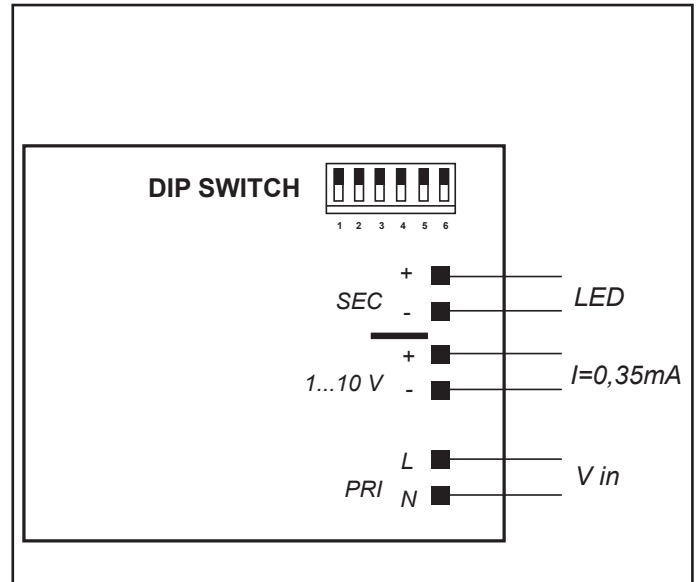 DIP SWITCH
1 2 3 4 5 6
+
SEC
-
LED
+
1...10 V
-
I=0,35mA
L
PRI
N
V in